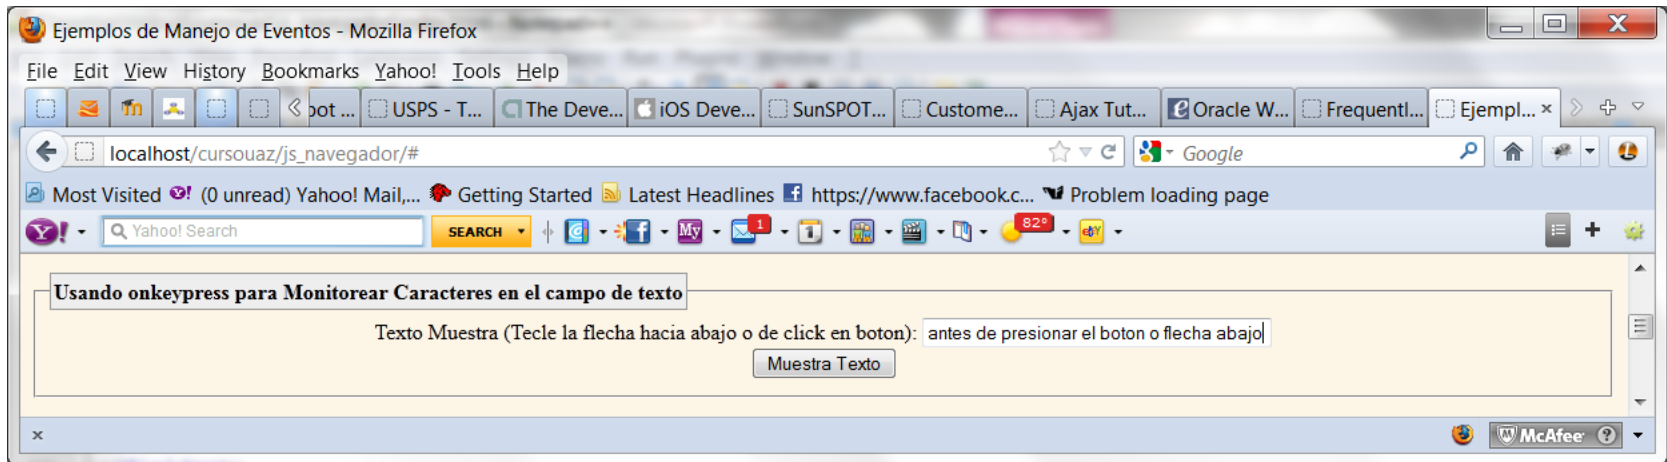 Ejemplos de Manejo de Eventos - Mozilla Firefox
File Edit View History Bookmarks Yahoo! Tools Help
oot ... USPS - T... The Deve... iOS Deve... SunSPOT... Custome... Ajax Tut... Oracle W... Frequentl... Ejempl... ×
localhost/cursouaz/js_navegador/# Google
Most Visited (0 unread) Yahoo! Mail,... Getting Started Latest Headlines https://www.facebook.c... Problem loading page
Y! Yahoo! Search SEARCH My 1 1 82° ebY
Usando onkeypress para Monitorear Caracteres en el campo de texto
Texto Muestra (Tecle la flecha hacia abajo o de click en boton): antes de presionar el boton o flecha abajo
Muestra Texto
× McAfee ?